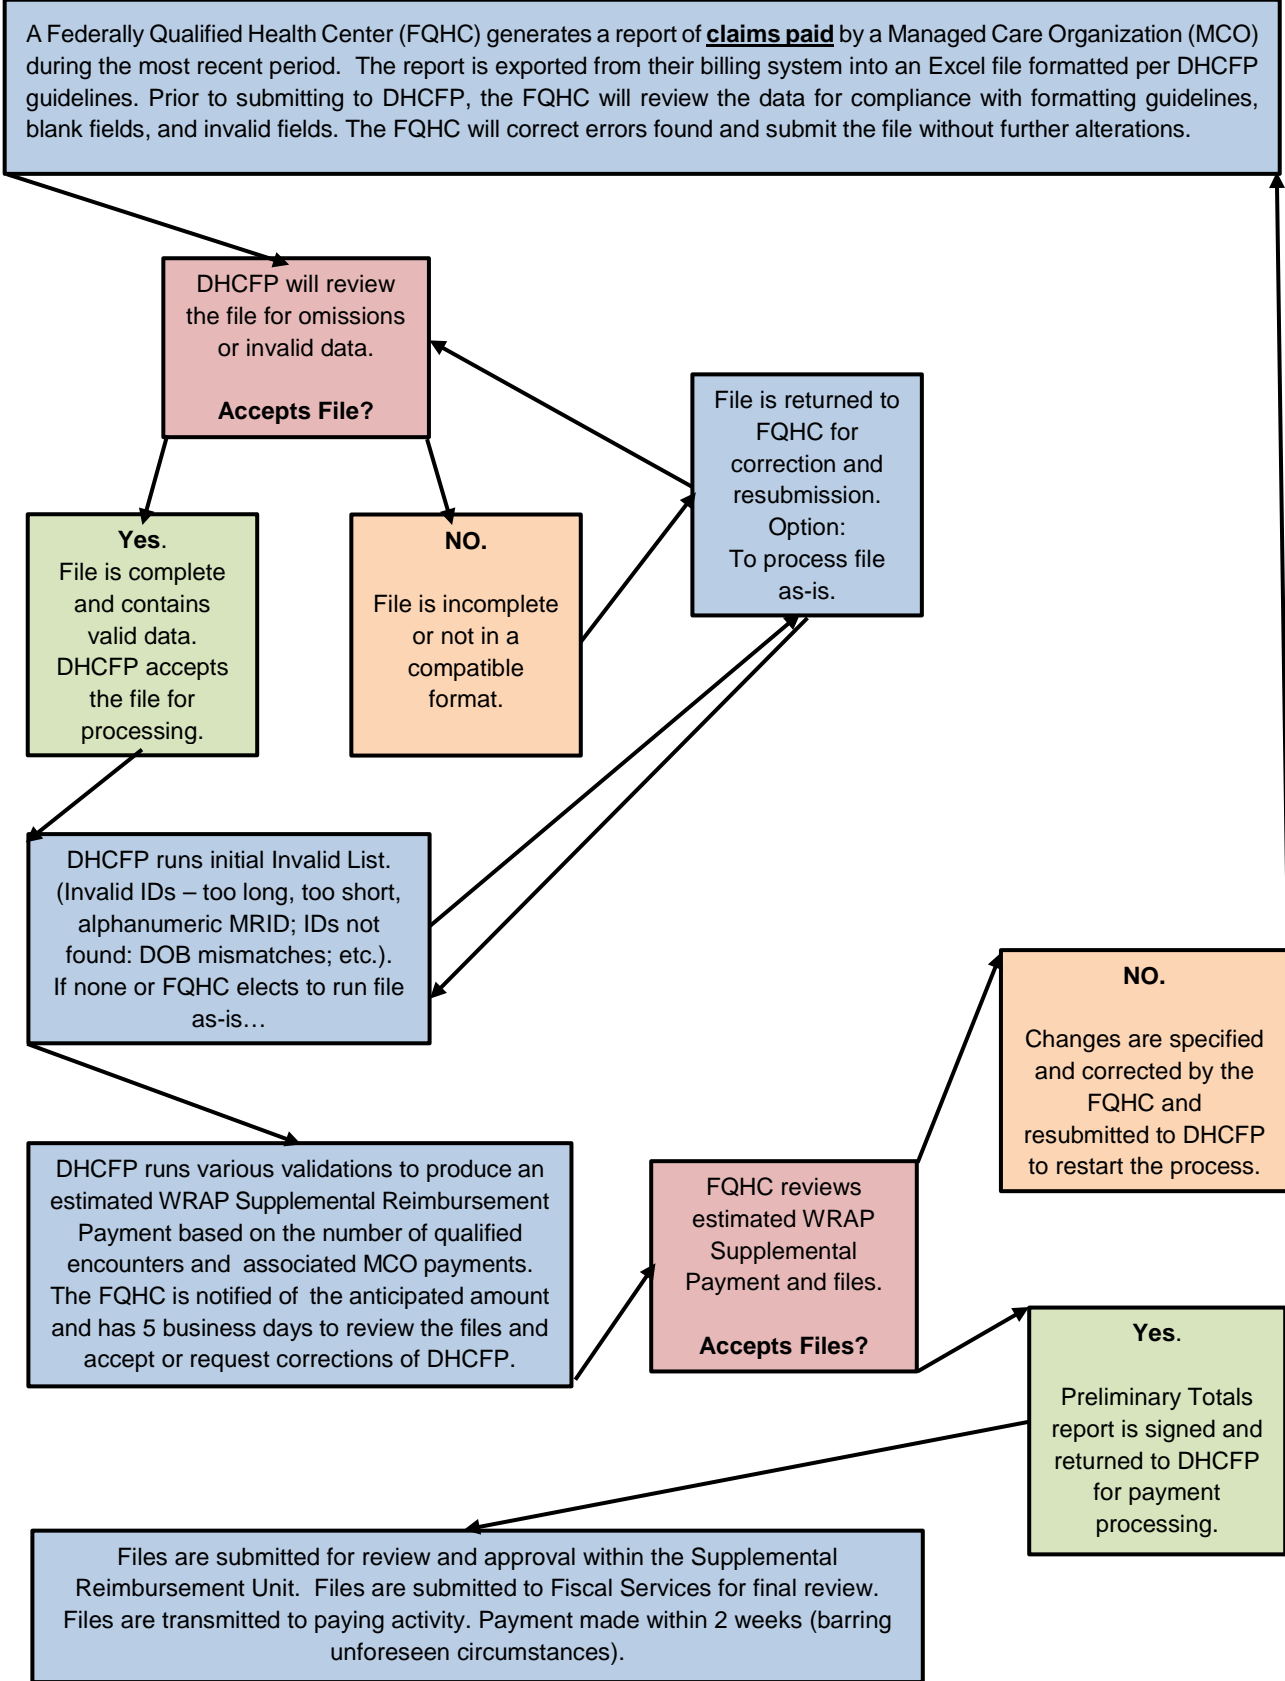 A Federally Qualified Health Center (FQHC) generates a report of claims paid by a Managed Care Organization (MCO)
during the most recent period. The report is exported from their billing system into an Excel file formatted per DHCFP
guidelines. Prior to submitting to DHCFP, the FQHC will review the data for compliance with formatting guidelines,
blank fields, and invalid fields. The FQHC will correct errors found and submit the file without further alterations.
DHCFP will review
the file for omissions
or invalid data.
Accepts File?
File is returned to
FQHC for
correction and
resubmission.
Option:
To process file
as-is.
Yes.
File is complete
and contains
valid data.
DHCFP accepts
the file for
processing.
NO.
File is incomplete
or not in a
compatible
format.
DHCFP runs initial Invalid List.
(Invalid IDs – too long, too short,
alphanumeric MRID; IDs not
found: DOB mismatches; etc.).
If none or FQHC elects to run file
as-is…
NO.
Changes are specified
and corrected by the
FQHC and
resubmitted to DHCFP
to restart the process.
DHCFP runs various validations to produce an
estimated WRAP Supplemental Reimbursement
Payment based on the number of qualified
encounters and associated MCO payments.
The FQHC is notified of the anticipated amount
and has 5 business days to review the files and
accept or request corrections of DHCFP.
FQHC reviews
estimated WRAP
Supplemental
Payment and files.
Accepts Files?
Yes.
Preliminary Totals
report is signed and
returned to DHCFP
for payment
processing.
Files are submitted for review and approval within the Supplemental
Reimbursement Unit. Files are submitted to Fiscal Services for final review.
Files are transmitted to paying activity. Payment made within 2 weeks (barring
unforeseen circumstances).